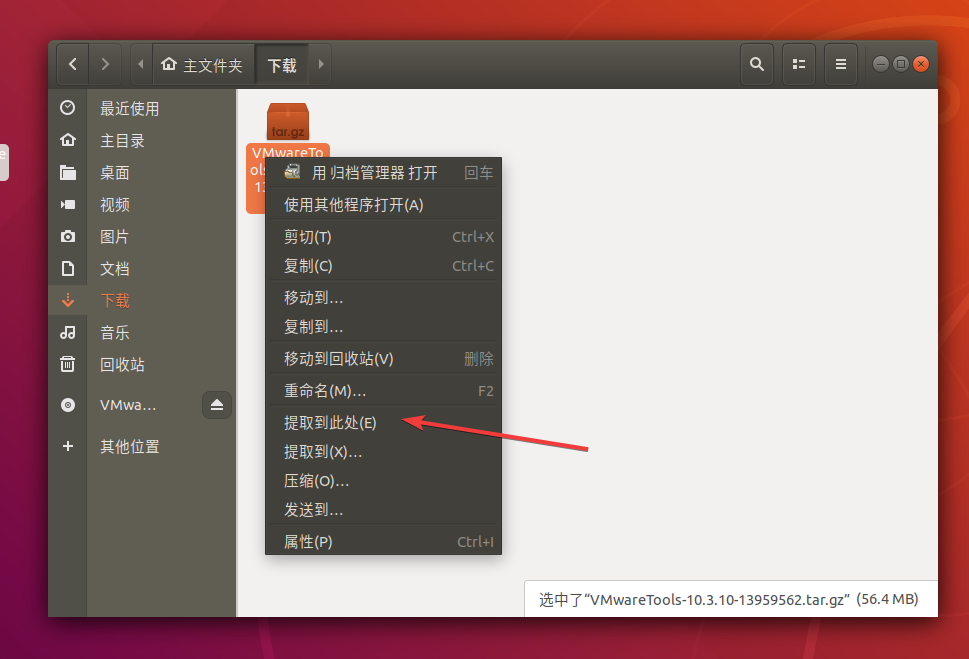 主文件夹
下载
最近使用
主目录
桌面
视频
图片
文档
下载
音乐
回收站
VMwa…
其他位置
e
tar.gz
VMwareTo
用 归档管理器 打开 回车
使用其他程序打开(A)
剪切(T) Ctrl+X
复制(C) Ctrl+C
移动到…
复制到…
移动到回收站(V) 删除
重命名(M)… F2
提取到此处(E)
提取到(X)…
压缩(O)…
发送到…
属性(P) Ctrl+I
选中了“VMwareTools-10.3.10-13959562.tar.gz” (56.4 MB)